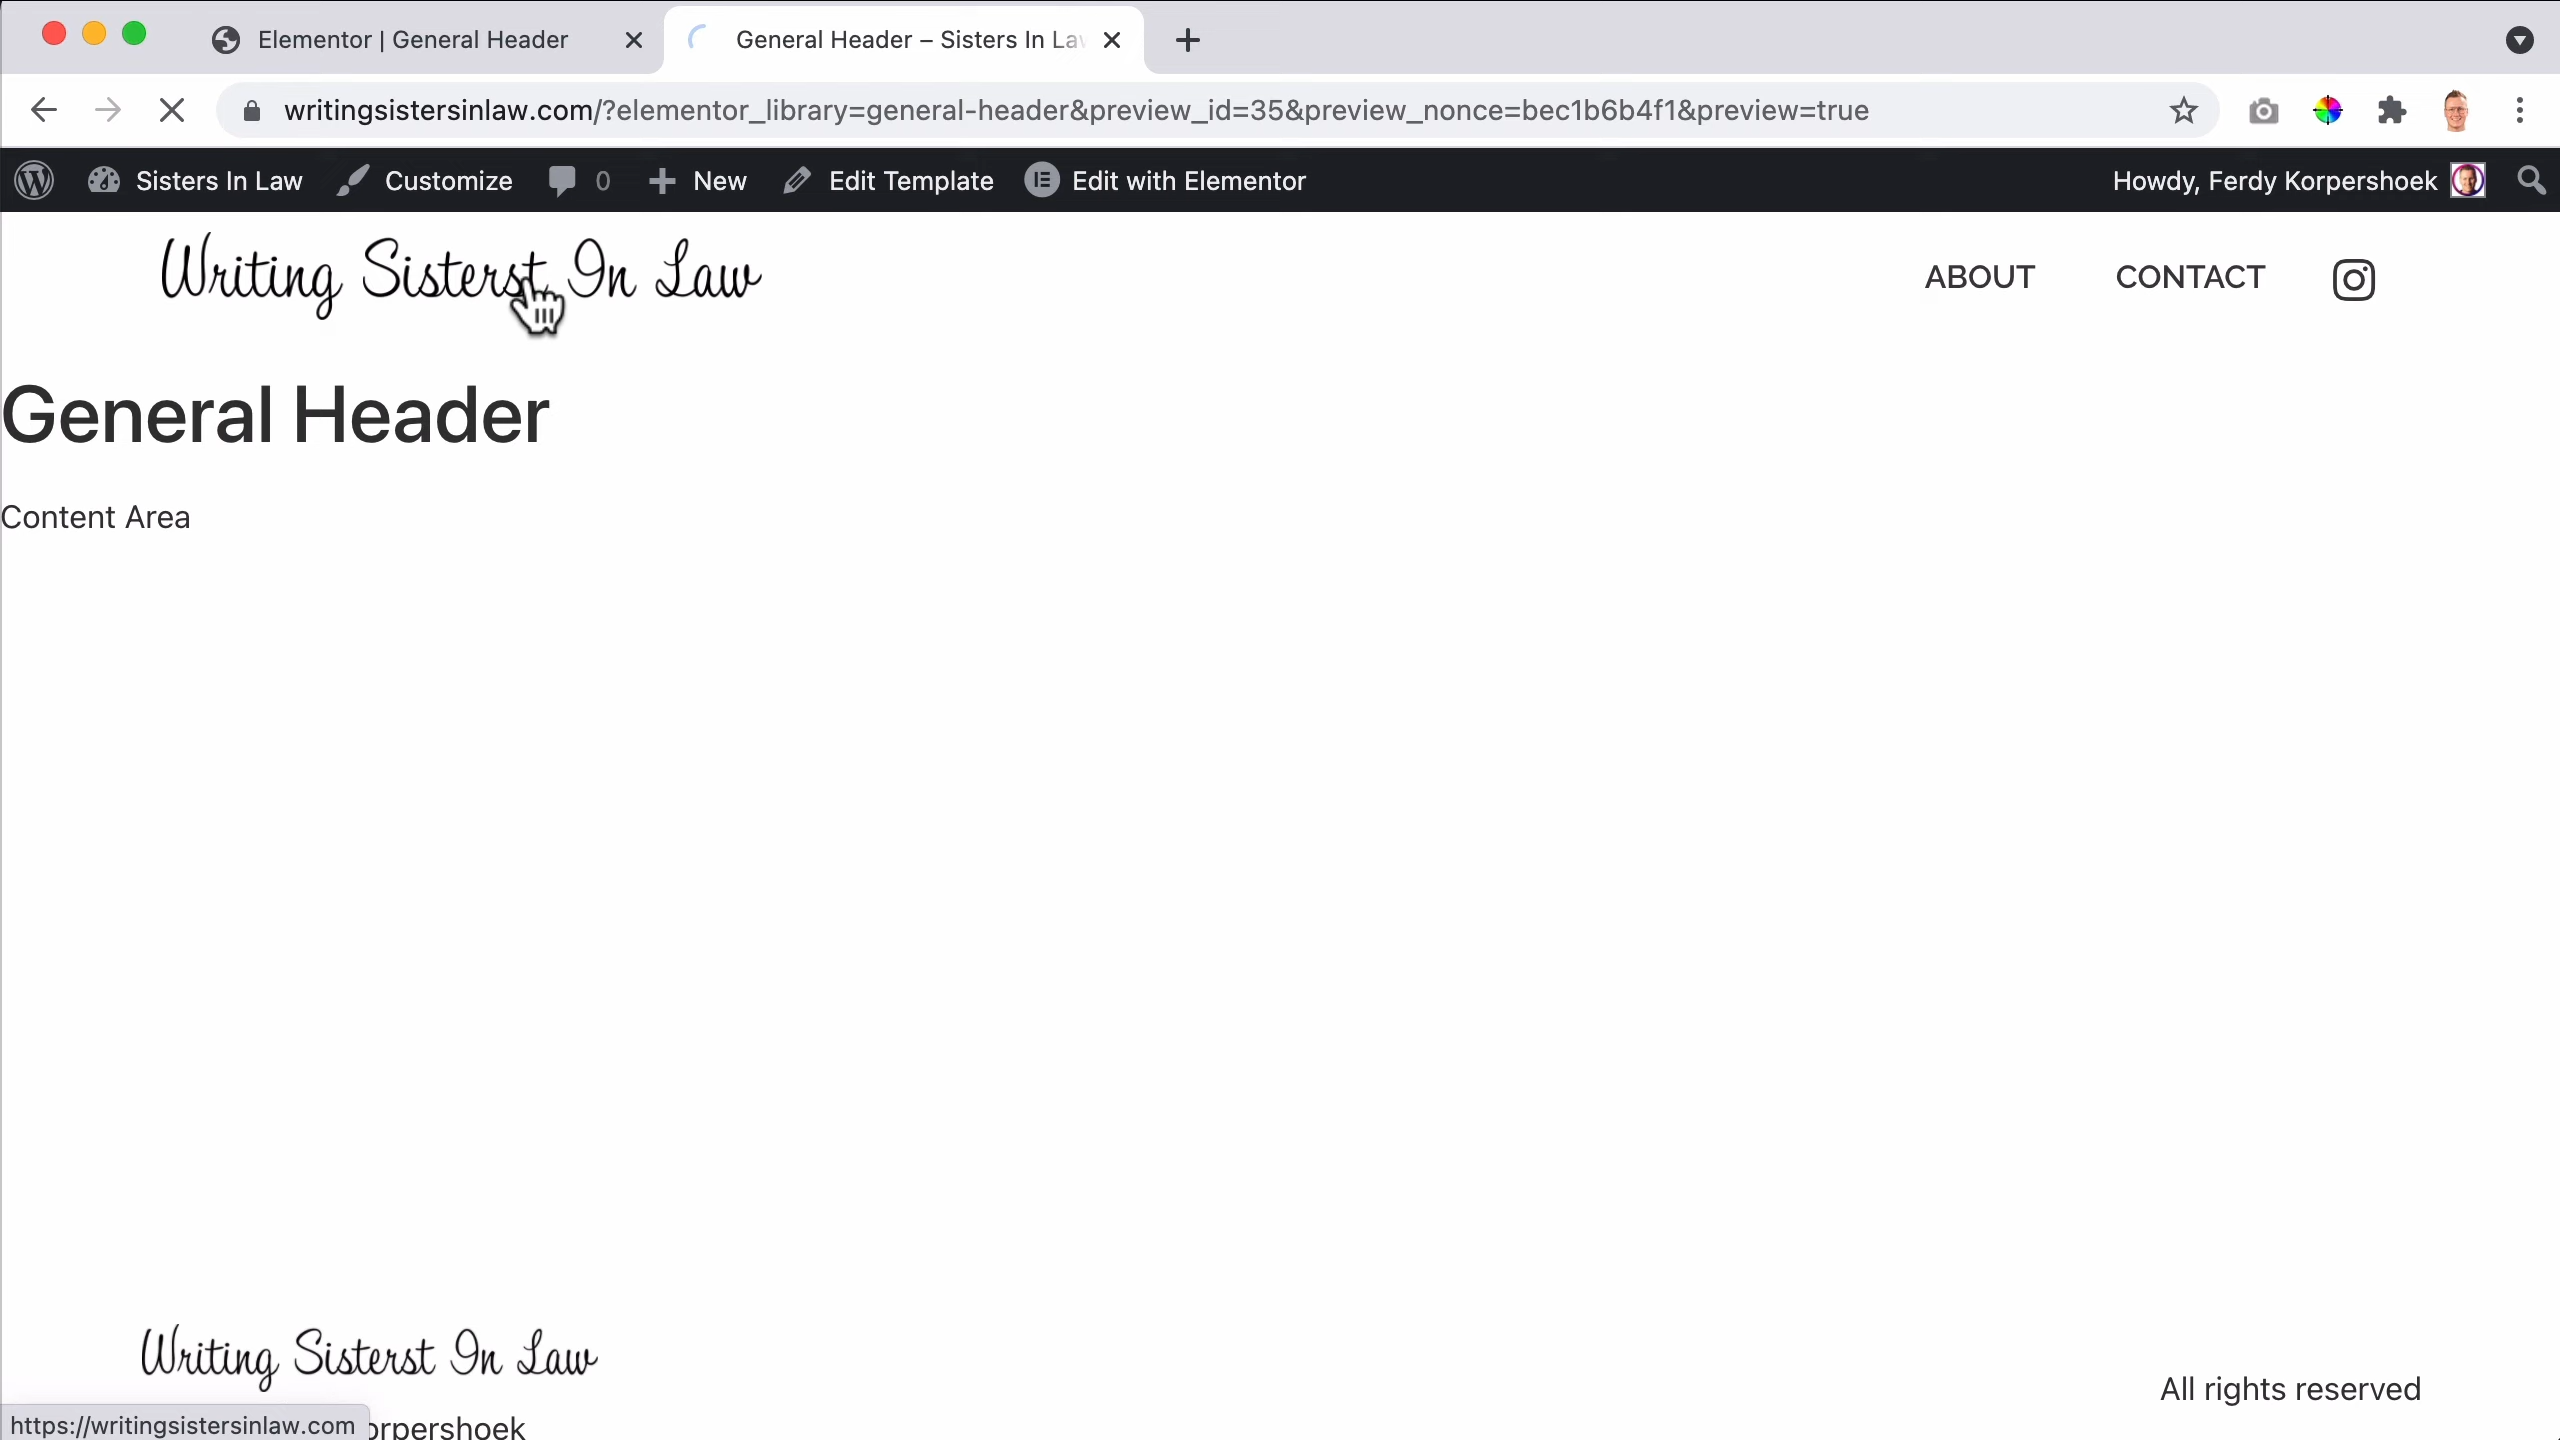 Elementor | General Header
General Header – Sisters In Law
writingsistersinlaw.com/?elementor_library=general-header&preview_id=35&preview_nonce=bec1b6b4f1&preview=true
Sisters In Law Customize 0 New Edit Template Edit with Elementor Howdy, Ferdy Korpershoek
Writing Sisterst In Law ABOUT CONTACT
General Header
Content Area
Writing Sisterst In Law
All rights reserved
https://writingsistersinlaw.com orpershoek